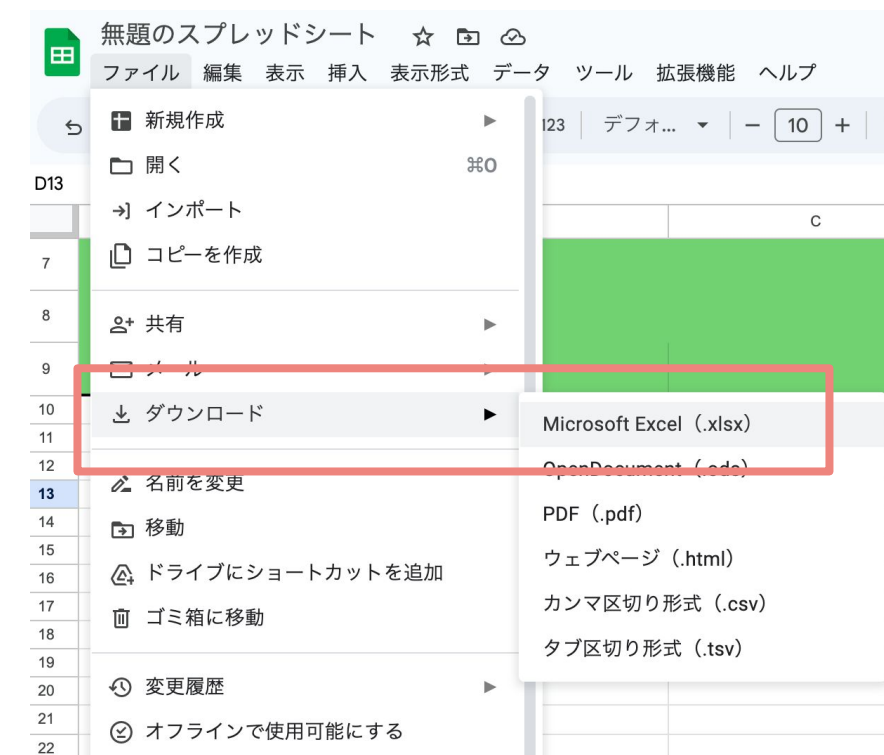 無題のスプレッドシート
ファイル 編集 表示 挿入 表示形式 データ ツール 拡張機能 ヘルプ
123 デフォ... 10
新規作成
開く ⌘O
D13
インポート
C
コピーを作成
7
共有
8
メール
9
ダウンロード
10
11
12
13
14
15
16
17
18
19
20
21
22
Microsoft Excel（.xlsx）
OpenDocument（.ods）
PDF（.pdf）
ウェブページ（.html）
カンマ区切り形式（.csv）
タブ区切り形式（.tsv）
名前を変更
移動
ドライブにショートカットを追加
ゴミ箱に移動
変更履歴
オフラインで使用可能にする